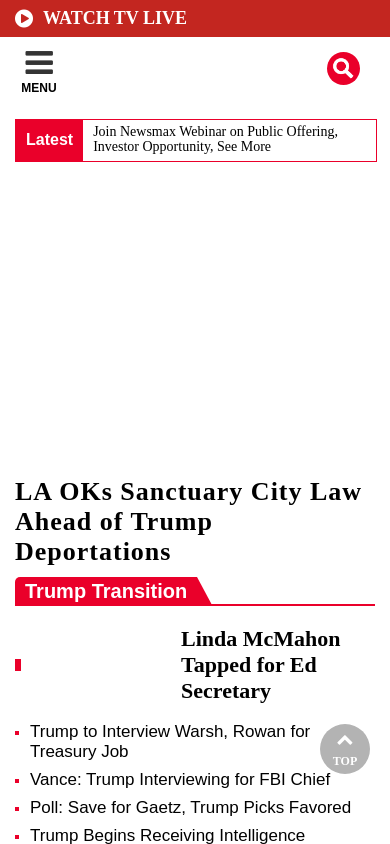 WATCH TV LIVE
MENU
Latest
Join Newsmax Webinar on Public Offering,
Investor Opportunity, See More
LA OKs Sanctuary City Law
Ahead of Trump
Deportations
Trump Transition
Linda McMahon
Tapped for Ed
Secretary
Trump to Interview Warsh, Rowan for
Treasury Job
Vance: Trump Interviewing for FBI Chief
Poll: Save for Gaetz, Trump Picks Favored
Trump Begins Receiving Intelligence
TOP